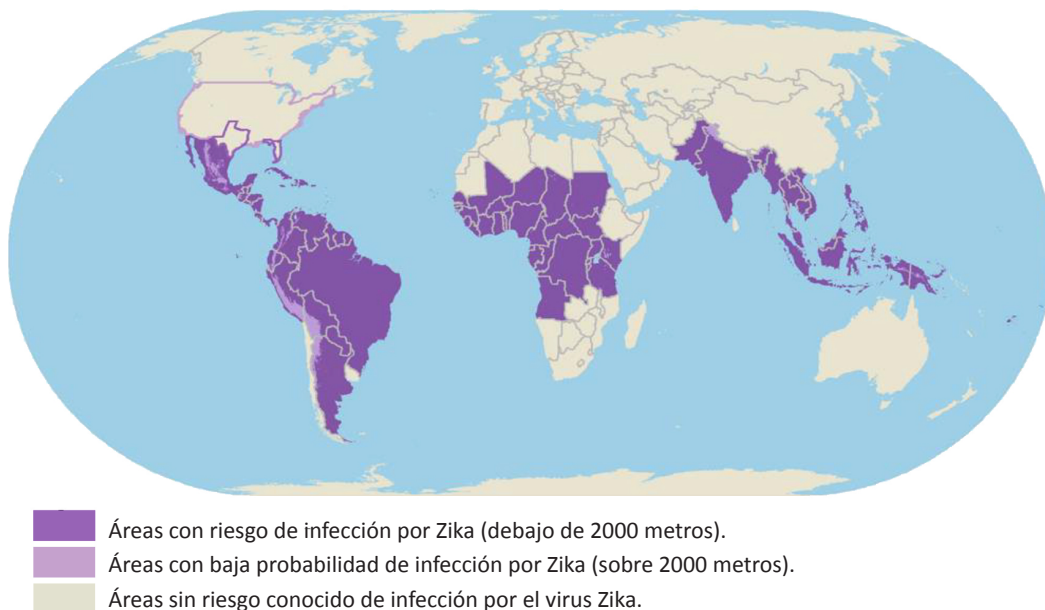 Áreas con riesgo de infección por Zika (debajo de 2000 metros).
Áreas con baja probabilidad de infección por Zika (sobre 2000 metros).
Áreas sin riesgo conocido de infección por el virus Zika.